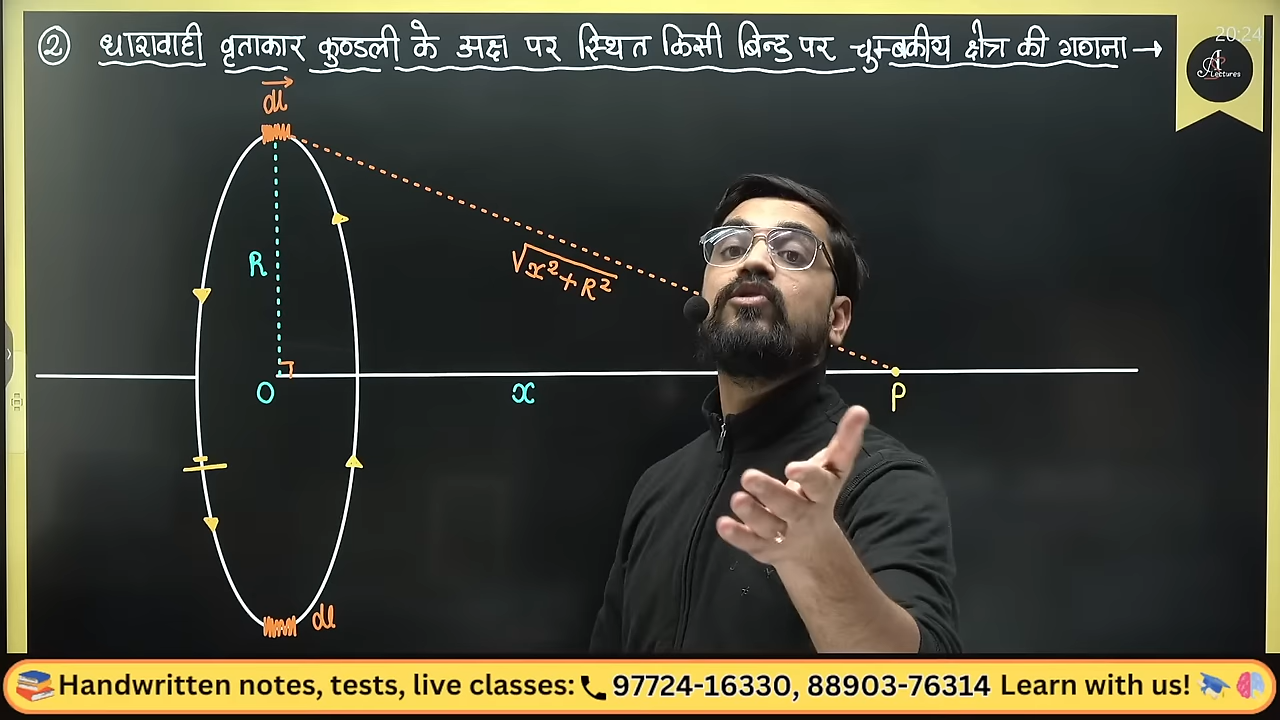 ② धारावाही वृताकार कुण्डली के अक्ष पर स्थित किसी बिन्दु पर चुम्बकीय क्षेत्र की गणना →
20:24
Lectures
dl
R
√x²+R²
O
x
P
dl
Handwritten notes, tests, live classes: 97724-16330, 88903-76314 Learn with us!